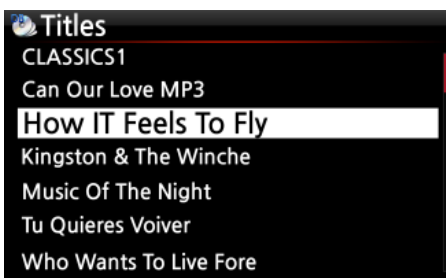 Titles
CLASSICS1
Can Our Love MP3
How IT Feels To Fly
Kingston & The Winche
Music Of The Night
Tu Quieres Voiver
Who Wants To Live Fore